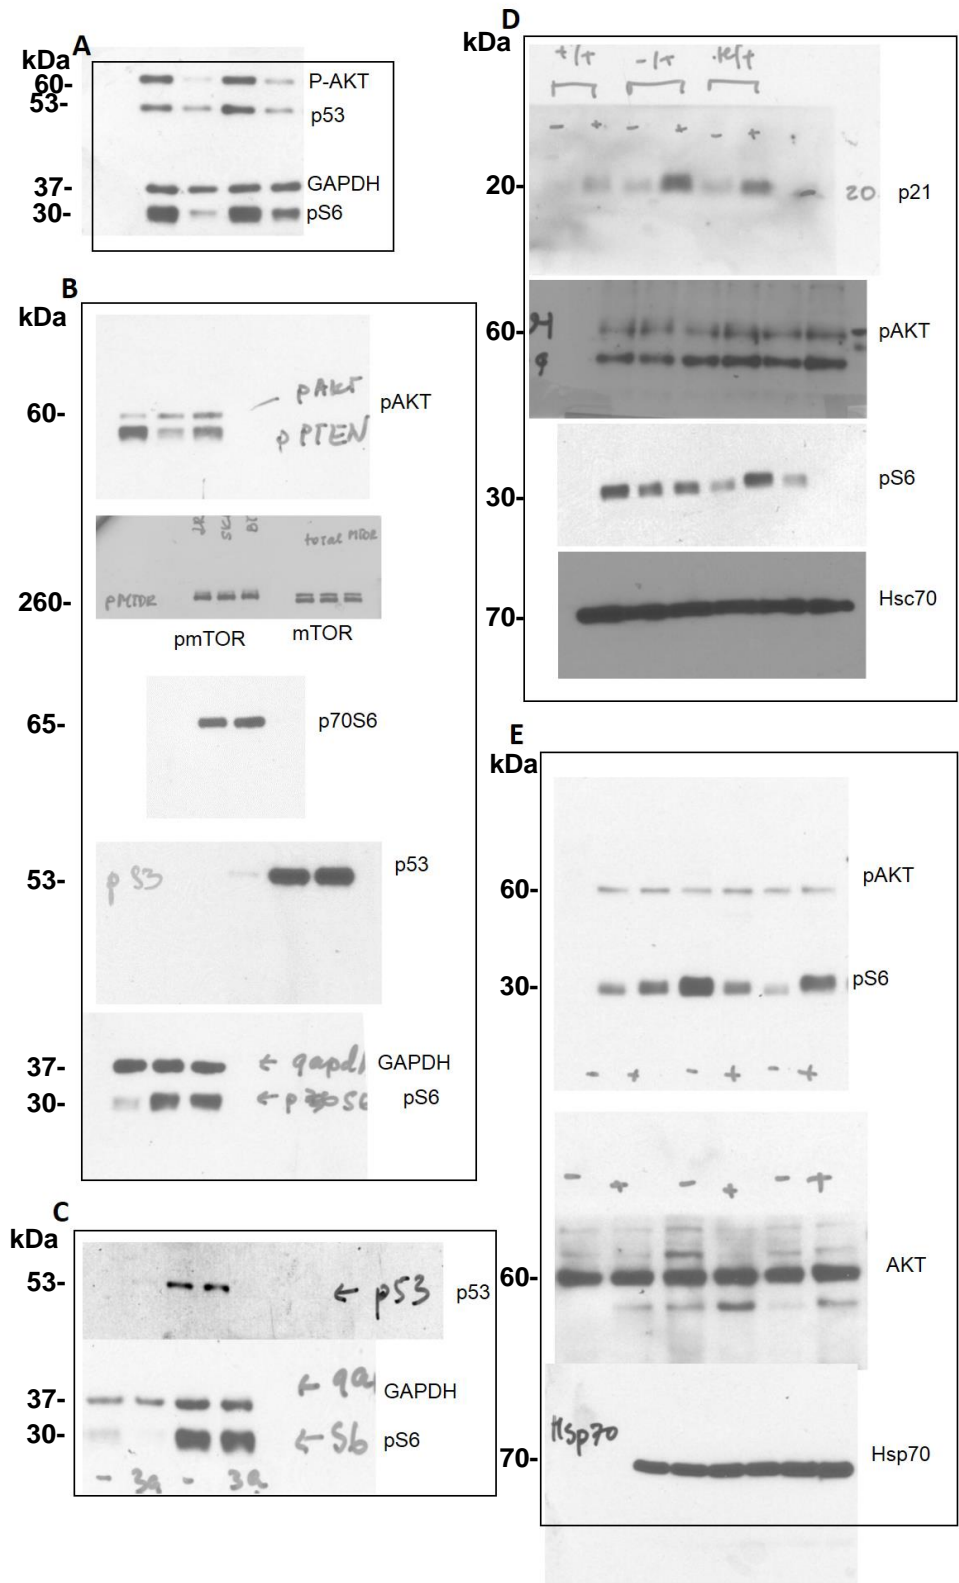 A
kDa
60-
P-AKT
53-
p53
37-
GAPDH
30-
pS6
B
kDa
60-
pAkt
pAKT
pPTEN
total mTOR
pMTOR
260-
pmTOR
mTOR
65-
p70S6
53-
p53
p53
37-
← gapdh
GAPDH
30-
pS6
C
kDa
53-
← p53
p53
37-
← ga
GAPDH
30-
← S6
pS6
- 3a - 3a
D
kDa
+/+ -/+
- + - + - +
20-
20
p21
60-
pAKT
30-
pS6
70-
Hsc70
E
kDa
60-
pAKT
30-
pS6
- + - + - +
- + - + - +
60-
AKT
Hsp70
70-
Hsp70